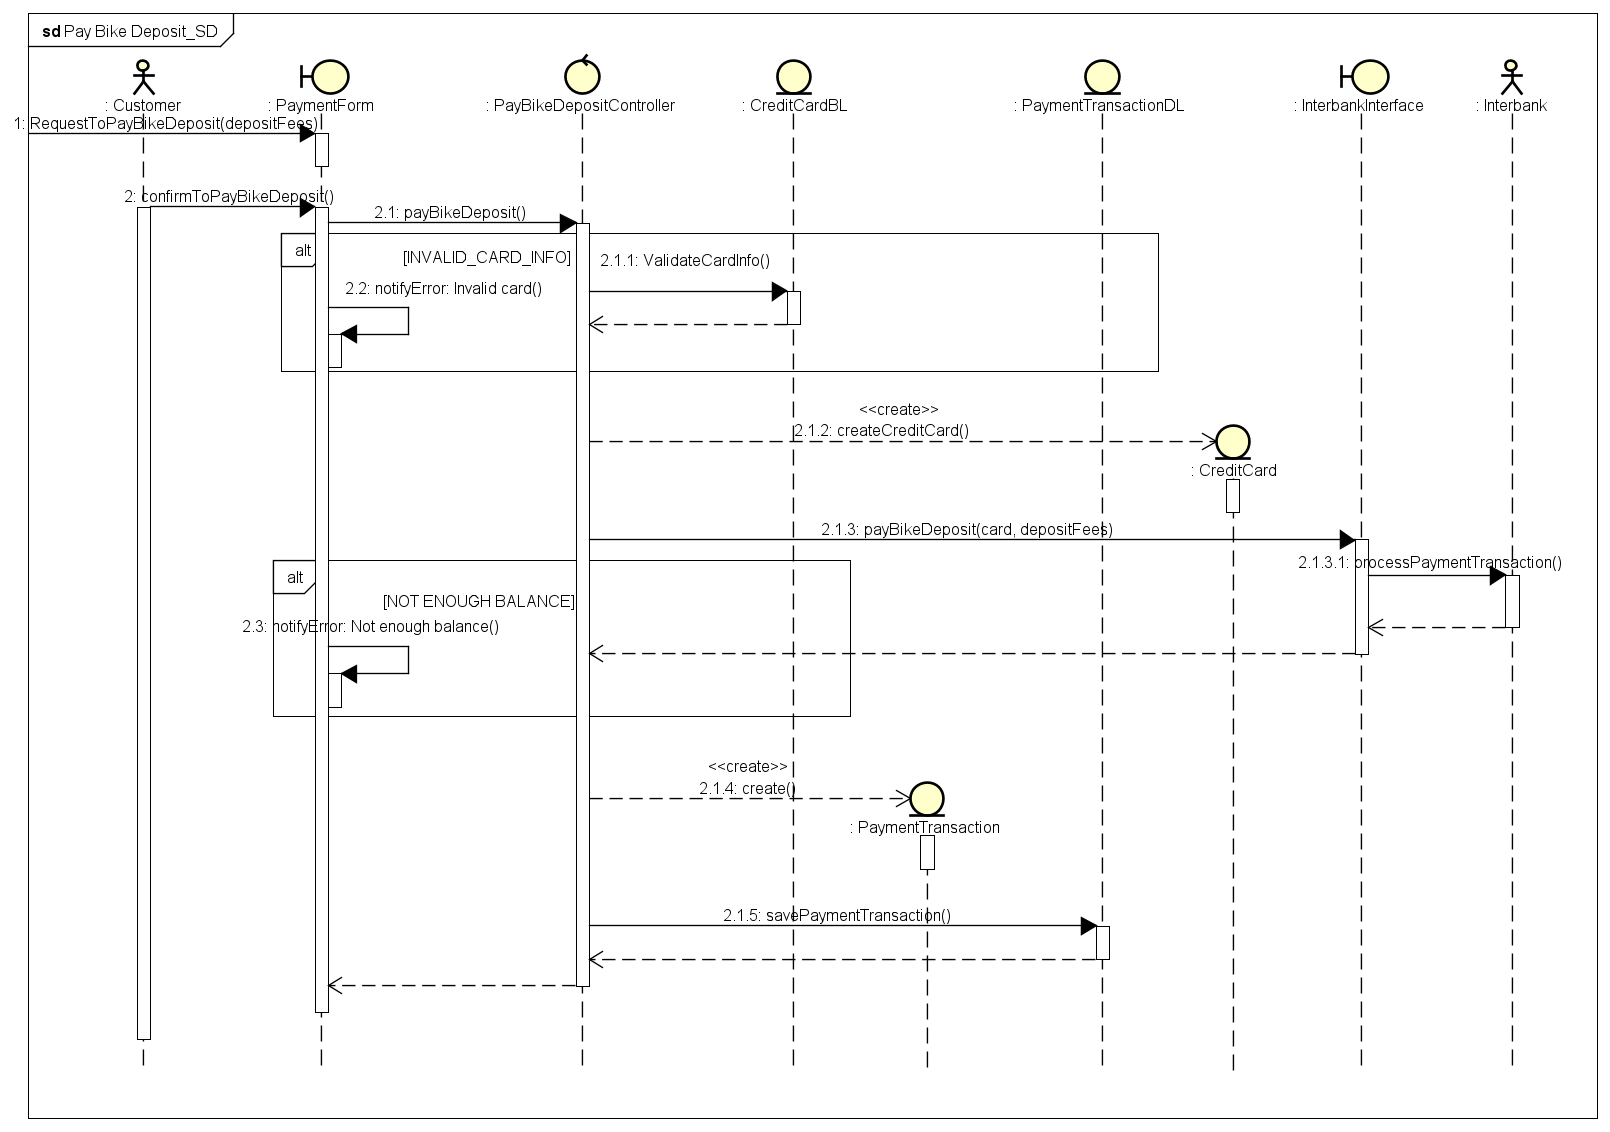 sd Pay Bike Deposit_SD
: Customer
: PaymentForm
: PayBikeDepositController
: CreditCardBL
: PaymentTransactionDL
: InterbankInterface
: Interbank
1: RequestToPayBikeDeposit(depositFees)
2: confirmToPayBikeDeposit()
2.1: payBikeDeposit()
alt
[INVALID_CARD_INFO]
2.1.1: ValidateCardInfo()
2.2: notifyError: Invalid card()
<<create>>
2.1.2: createCreditCard()
: CreditCard
2.1.3: payBikeDeposit(card, depositFees)
2.1.3.1: processPaymentTransaction()
alt
[NOT ENOUGH BALANCE]
2.3: notifyError: Not enough balance()
<<create>>
2.1.4: create()
: PaymentTransaction
2.1.5: savePaymentTransaction()